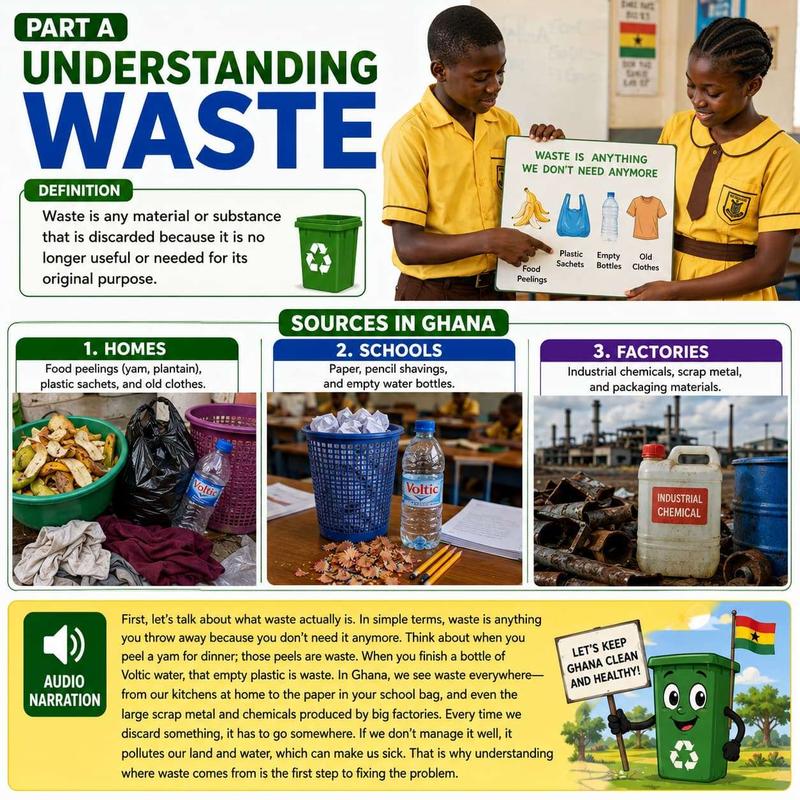 PART A
UNDERSTANDING
WASTE
DEFINITION
Waste is any material or substance
that is discarded because it is no
longer useful or needed for its
original purpose.
WASTE IS ANYTHING
WE DON'T NEED ANYMORE
Food
Peelings
Plastic
Sachets
Empty
Bottles
Old
Clothes
SOURCES IN GHANA
1. HOMES
Food peelings (yam, plantain),
plastic sachets, and old clothes.
Voltic
2. SCHOOLS
Paper, pencil shavings,
and empty water bottles.
Voltic
3. FACTORIES
Industrial chemicals, scrap metal,
and packaging materials.
INDUSTRIAL
CHEMICAL
AUDIO
NARRATION
First, let's talk about what waste actually is. In simple terms, waste is anything
you throw away because you don't need it anymore. Think about when you
peel a yam for dinner; those peels are waste. When you finish a bottle of
Voltic water, that empty plastic is waste. In Ghana, we see waste everywhere—
from our kitchens at home to the paper in your school bag, and even the
large scrap metal and chemicals produced by big factories. Every time we
discard something, it has to go somewhere. If we don't manage it well, it
pollutes our land and water, which can make us sick. That is why understanding
where waste comes from is the first step to fixing the problem.
LET'S KEEP
GHANA CLEAN
AND HEALTHY!